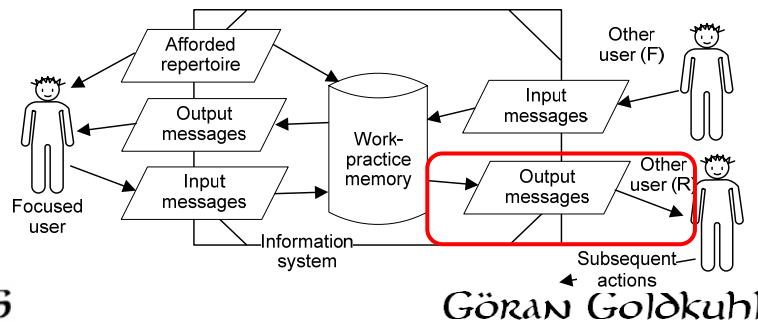 Afforded
repertoire
Output
messages
Input
messages
Focused
user
Work-
practice
memory
Information
system
Input
messages
Output
messages
Other
user (F)
Other
user (R)
Subsequent
actions
Göran Goldkuhl